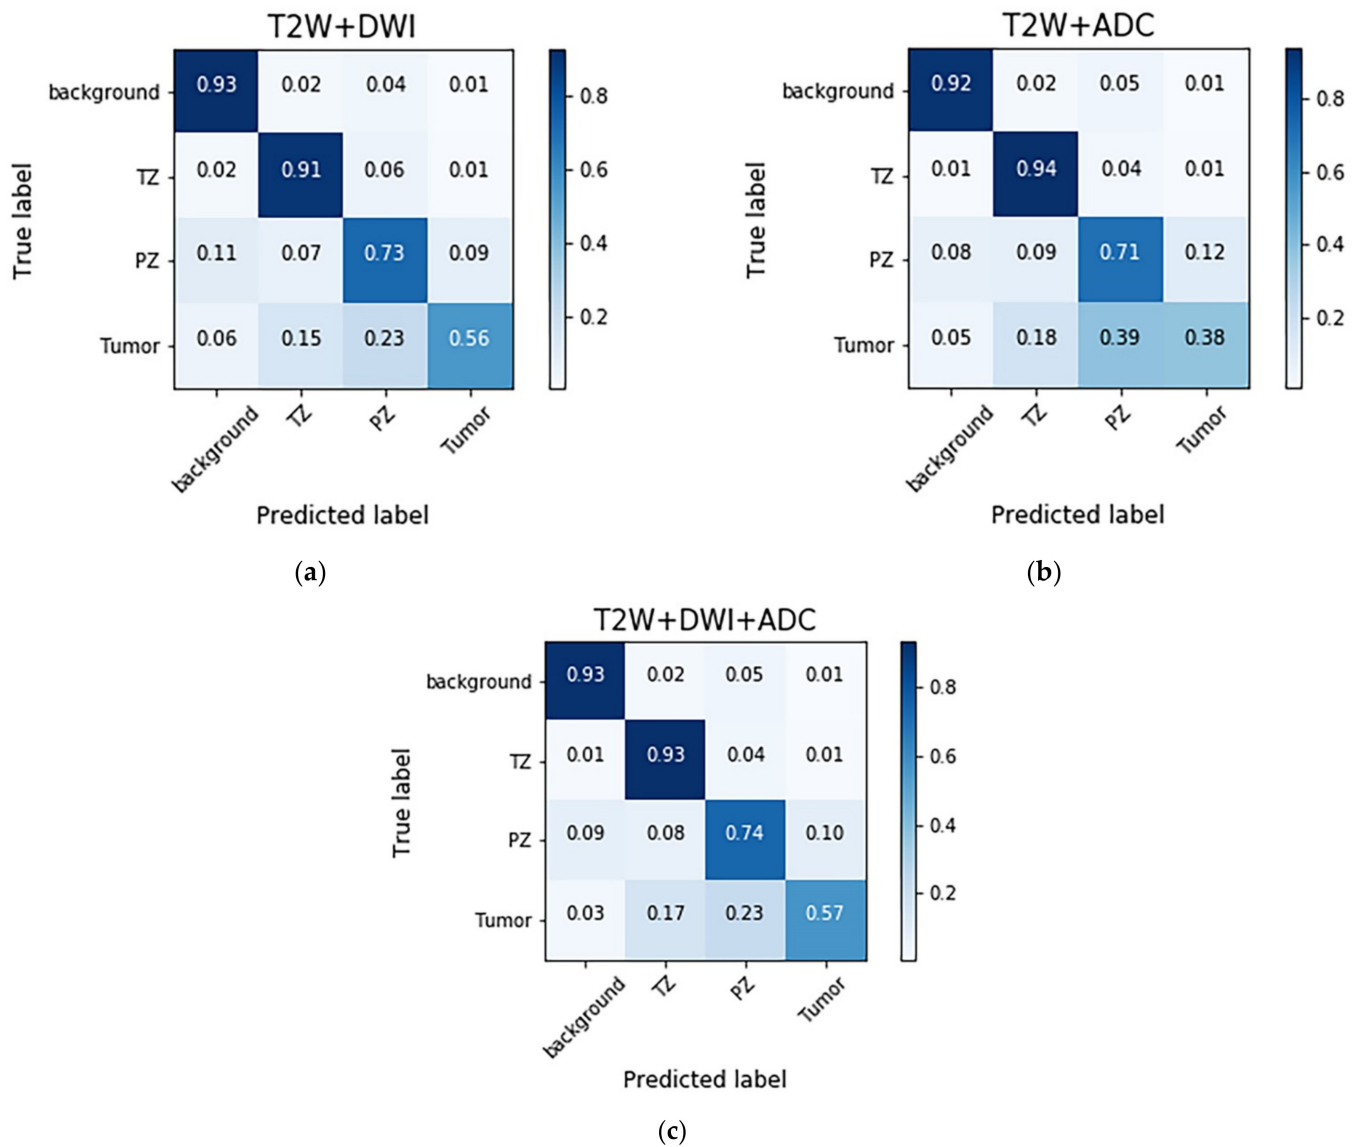 T2W+DWI
background 0.93 0.02 0.04 0.01 0.8
TZ 0.02 0.91 0.06 0.01 0.6
PZ 0.11 0.07 0.73 0.09 0.4
Tumor 0.06 0.15 0.23 0.56 0.2
True label
background TZ PZ Tumor
Predicted label
(a)
T2W+ADC
background 0.92 0.02 0.05 0.01 0.8
TZ 0.01 0.94 0.04 0.01 0.6
PZ 0.08 0.09 0.71 0.12 0.4
Tumor 0.05 0.18 0.39 0.38 0.2
True label
background TZ PZ Tumor
Predicted label
(b)
T2W+DWI+ADC
background 0.93 0.02 0.05 0.01 0.8
TZ 0.01 0.93 0.04 0.01 0.6
PZ 0.09 0.08 0.74 0.10 0.4
Tumor 0.03 0.17 0.23 0.57 0.2
True label
background TZ PZ Tumor
Predicted label
(c)